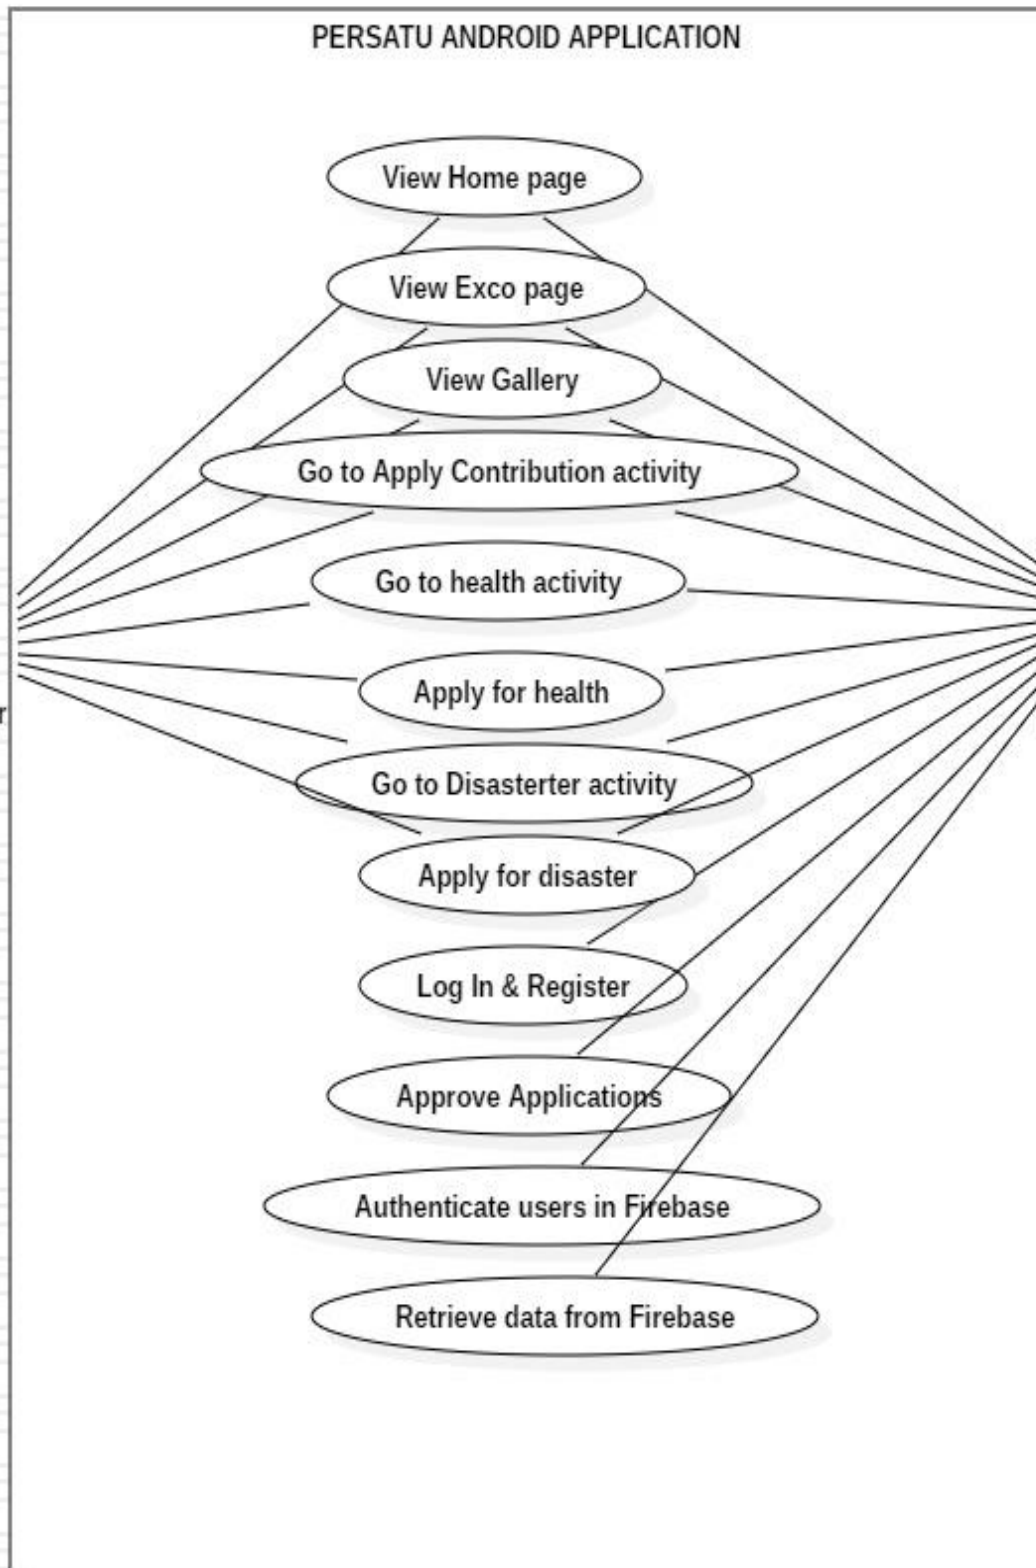 PERSATU ANDROID APPLICATION
View Home page
View Exco page
View Gallery
Go to Apply Contribution activity
Go to health activity
Apply for health
r
Go to Disasterter activity
Apply for disaster
Log In & Register
Approve Applications
Authenticate users in Firebase
Retrieve data from Firebase